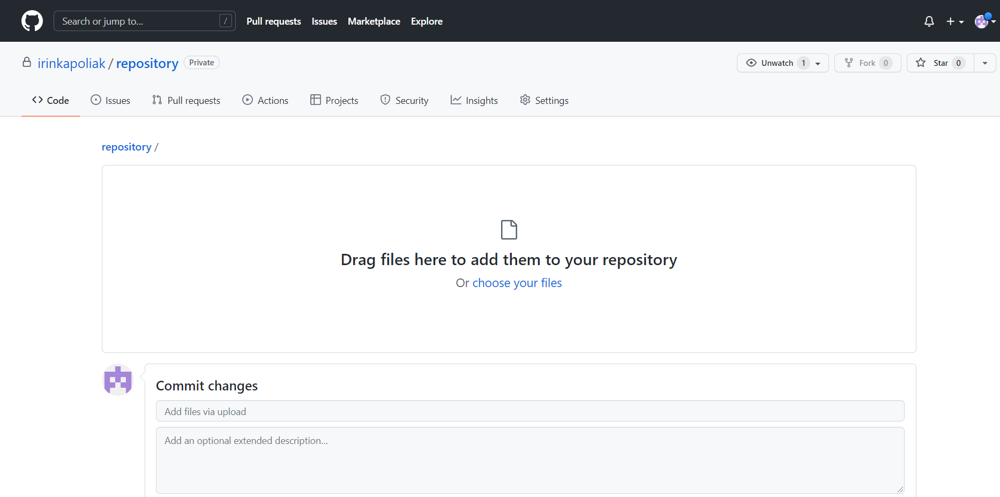 Search or jump to... / Pull requests Issues Marketplace Explore
irinkapoliak / repository Private Unwatch 1 Fork 0 Star 0
Code Issues Pull requests Actions Projects Security Insights Settings
repository /
Drag files here to add them to your repository
Or choose your files
Commit changes
Add files via upload
Add an optional extended description...